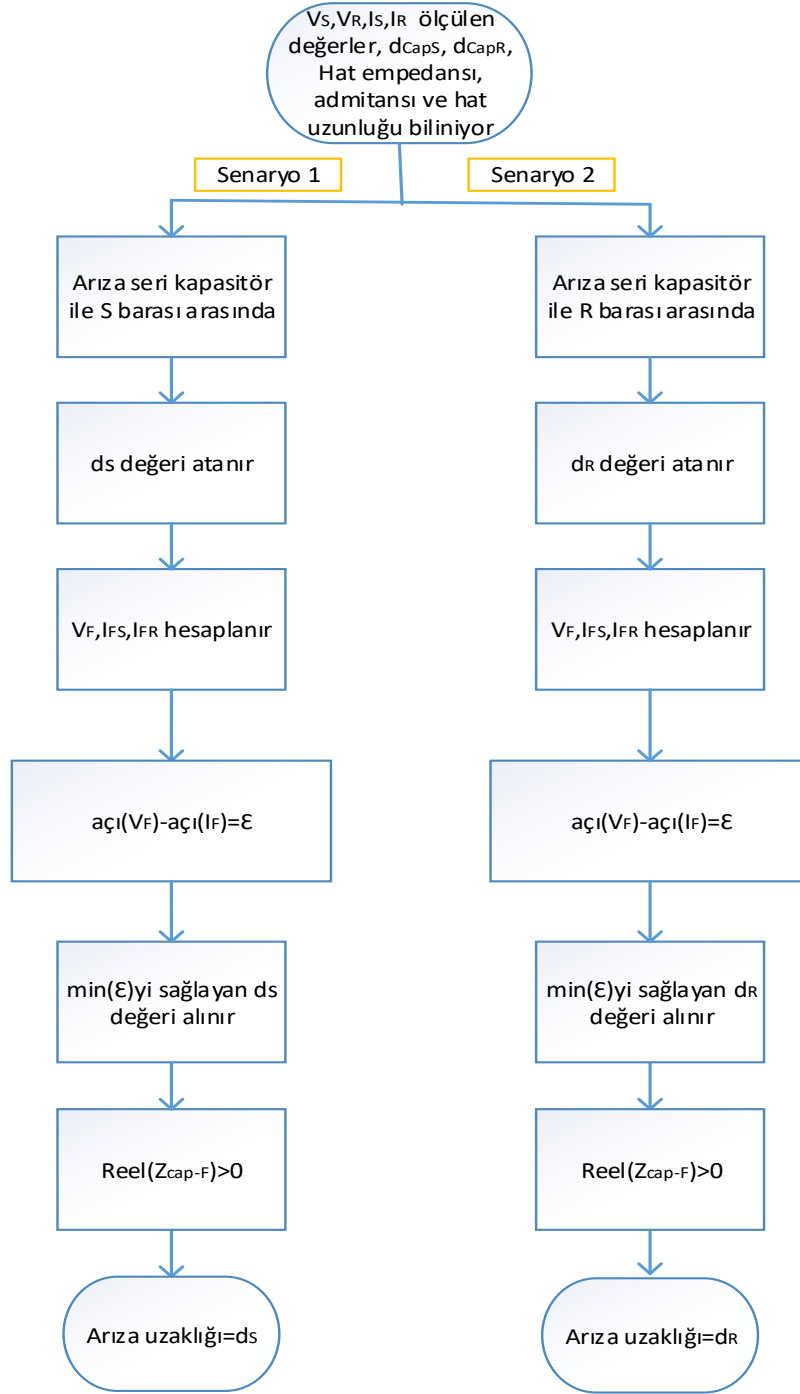 Vs,VR,Is,IR ölçülen
değerler, dCapS, dCapR,
Hat empedansı,
admitansı ve hat
uzunluğu biliniyor
Senaryo 1
Senaryo 2
Arıza seri kapasitör
ile S barası arasında
ds değeri atanır
VF,IFS,IFR hesaplanır
açı(VF)-açı(IF)=Ɛ
min(Ɛ)yi sağlayan ds
değeri alınır
Reel(Zcap-F)>0
Arıza uzaklığı=ds
Arıza seri kapasitör
ile R barası arasında
dR değeri atanır
VF,IFS,IFR hesaplanır
açı(VF)-açı(IF)=Ɛ
min(Ɛ)yi sağlayan dR
değeri alınır
Reel(Zcap-F)>0
Arıza uzaklığı=dR